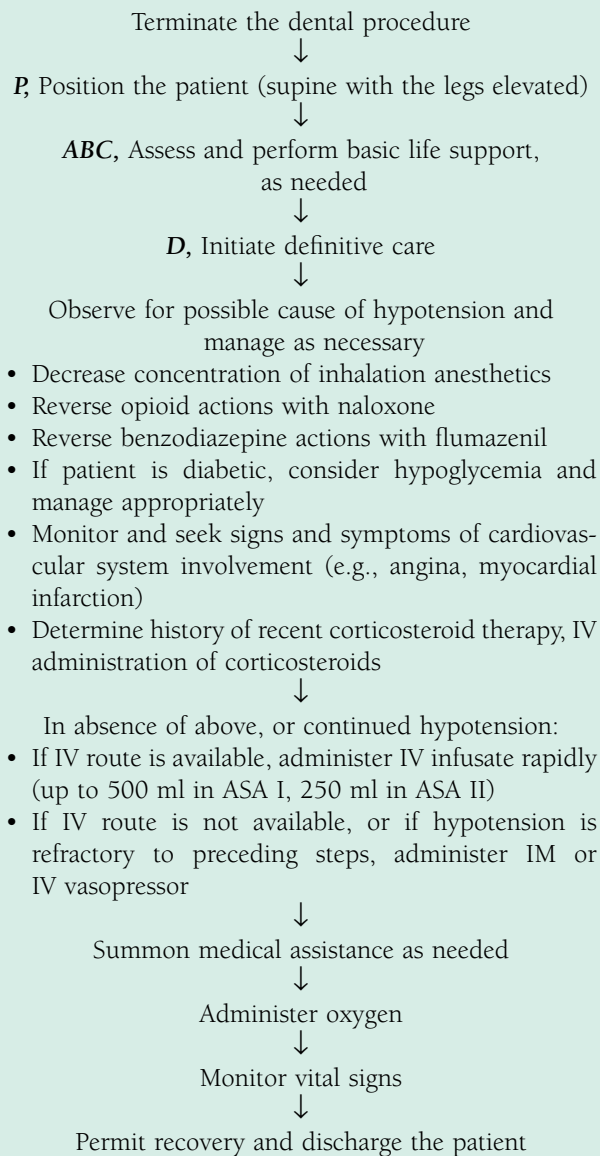 Terminate the dental procedure
↓
P, Position the patient (supine with the legs elevated)
↓
ABC, Assess and perform basic life support,
as needed
↓
D, Initiate definitive care
↓
Observe for possible cause of hypotension and
manage as necessary
• Decrease concentration of inhalation anesthetics
• Reverse opioid actions with naloxone
• Reverse benzodiazepine actions with flumazenil
• If patient is diabetic, consider hypoglycemia and
manage appropriately
• Monitor and seek signs and symptoms of cardiovas-
cular system involvement (e.g., angina, myocardial
infarction)
• Determine history of recent corticosteroid therapy, IV
administration of corticosteroids
↓
In absence of above, or continued hypotension:
• If IV route is available, administer IV infusate rapidly
(up to 500 ml in ASA I, 250 ml in ASA II)
• If IV route is not available, or if hypotension is
refractory to preceding steps, administer IM or
IV vasopressor
↓
Summon medical assistance as needed
↓
Administer oxygen
↓
Monitor vital signs
↓
Permit recovery and discharge the patient